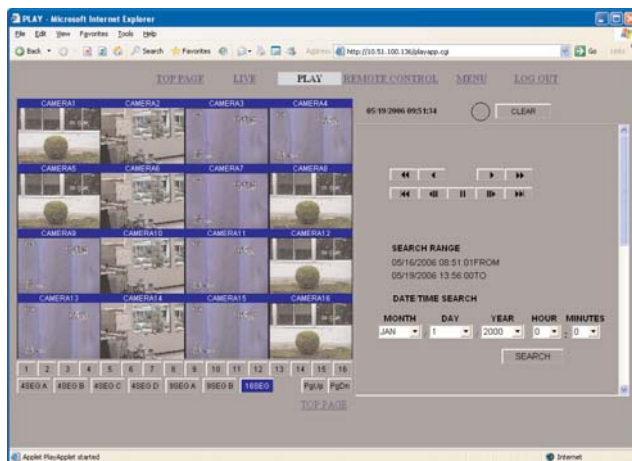 PLAY - Microsoft Internet Explorer
File Edit View Favorites Tools Help
Back Search Favorites Address http://10.51.100.136/playapp.cgi Go Links
TOP PAGE LIVE PLAY REMOTE CONTROL MENU LOG OUT
CAMERA1 CAMERA2 CAMERA3 CAMERA4
05/19/2006 09:51:34 CLEAR
CAMERA5 CAMERA6 CAMERA7 CAMERA8
CAMERA9 CAMERA10 CAMERA11 CAMERA12
SEARCH RANGE
05/16/2006 08:51:01FROM
05/19/2006 13:56:00TO
CAMERA13 CAMERA14 CAMERA15 CAMERA16
DATE/TIME SEARCH
MONTH DAY YEAR HOUR MINUTES
JAN / 1 / 2000 0 : 0
SEARCH
1 2 3 4 5 6 7 8 9 10 11 12 13 14 15 16
4SEG A 4SEG B 4SEG C 4SEG D 9SEG A 9SEG B 16SEG PgUp PgDn
TOP PAGE
Applet PlayApplet started Internet